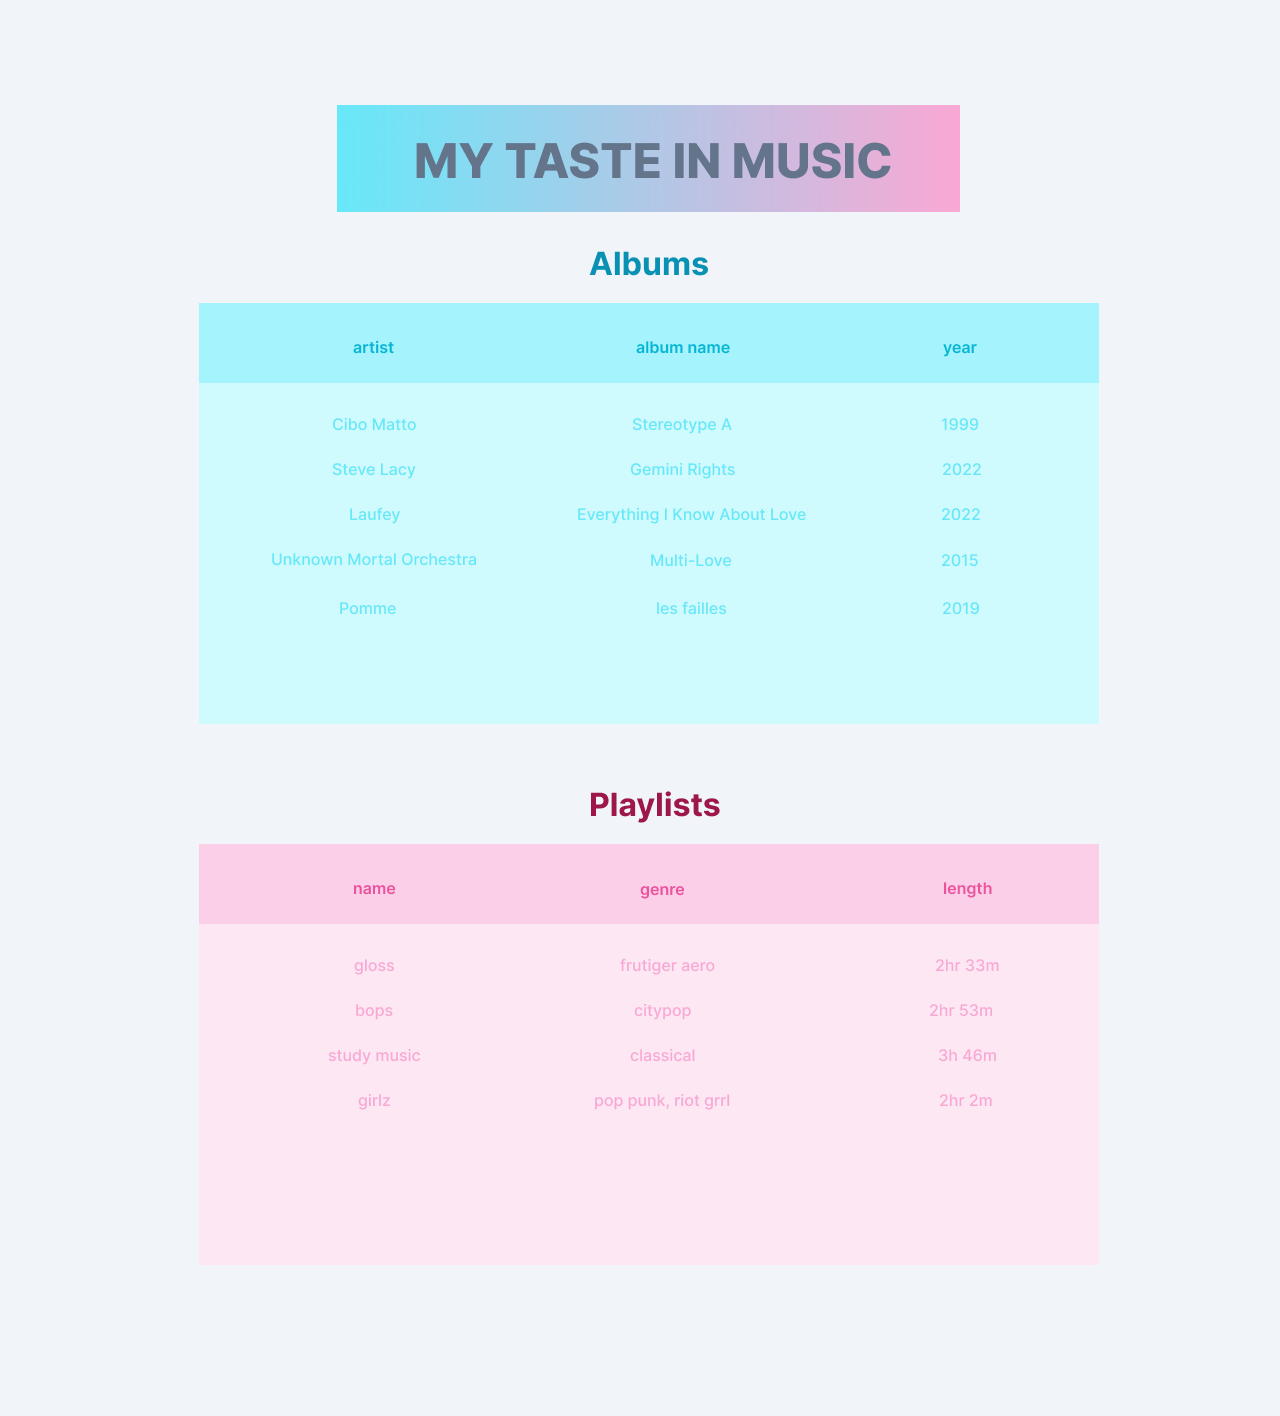 MY TASTE IN MUSIC
Albums
artist album name year
Cibo Matto Stereotype A 1999
Steve Lacy Gemini Rights 2022
Laufey Everything I Know About Love 2022
Unknown Mortal Orchestra Multi-Love 2015
Pomme les failles 2019
Playlists
name genre length
gloss frutiger aero 2hr 33m
bops citypop 2hr 53m
study music classical 3h 46m
girlz pop punk, riot grrl 2hr 2m